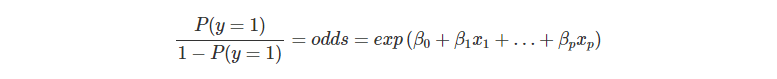 P(y = 1) / 1 − P(y = 1) = odds = exp (β₀ + β₁x₁ + … + βₚxₚ)